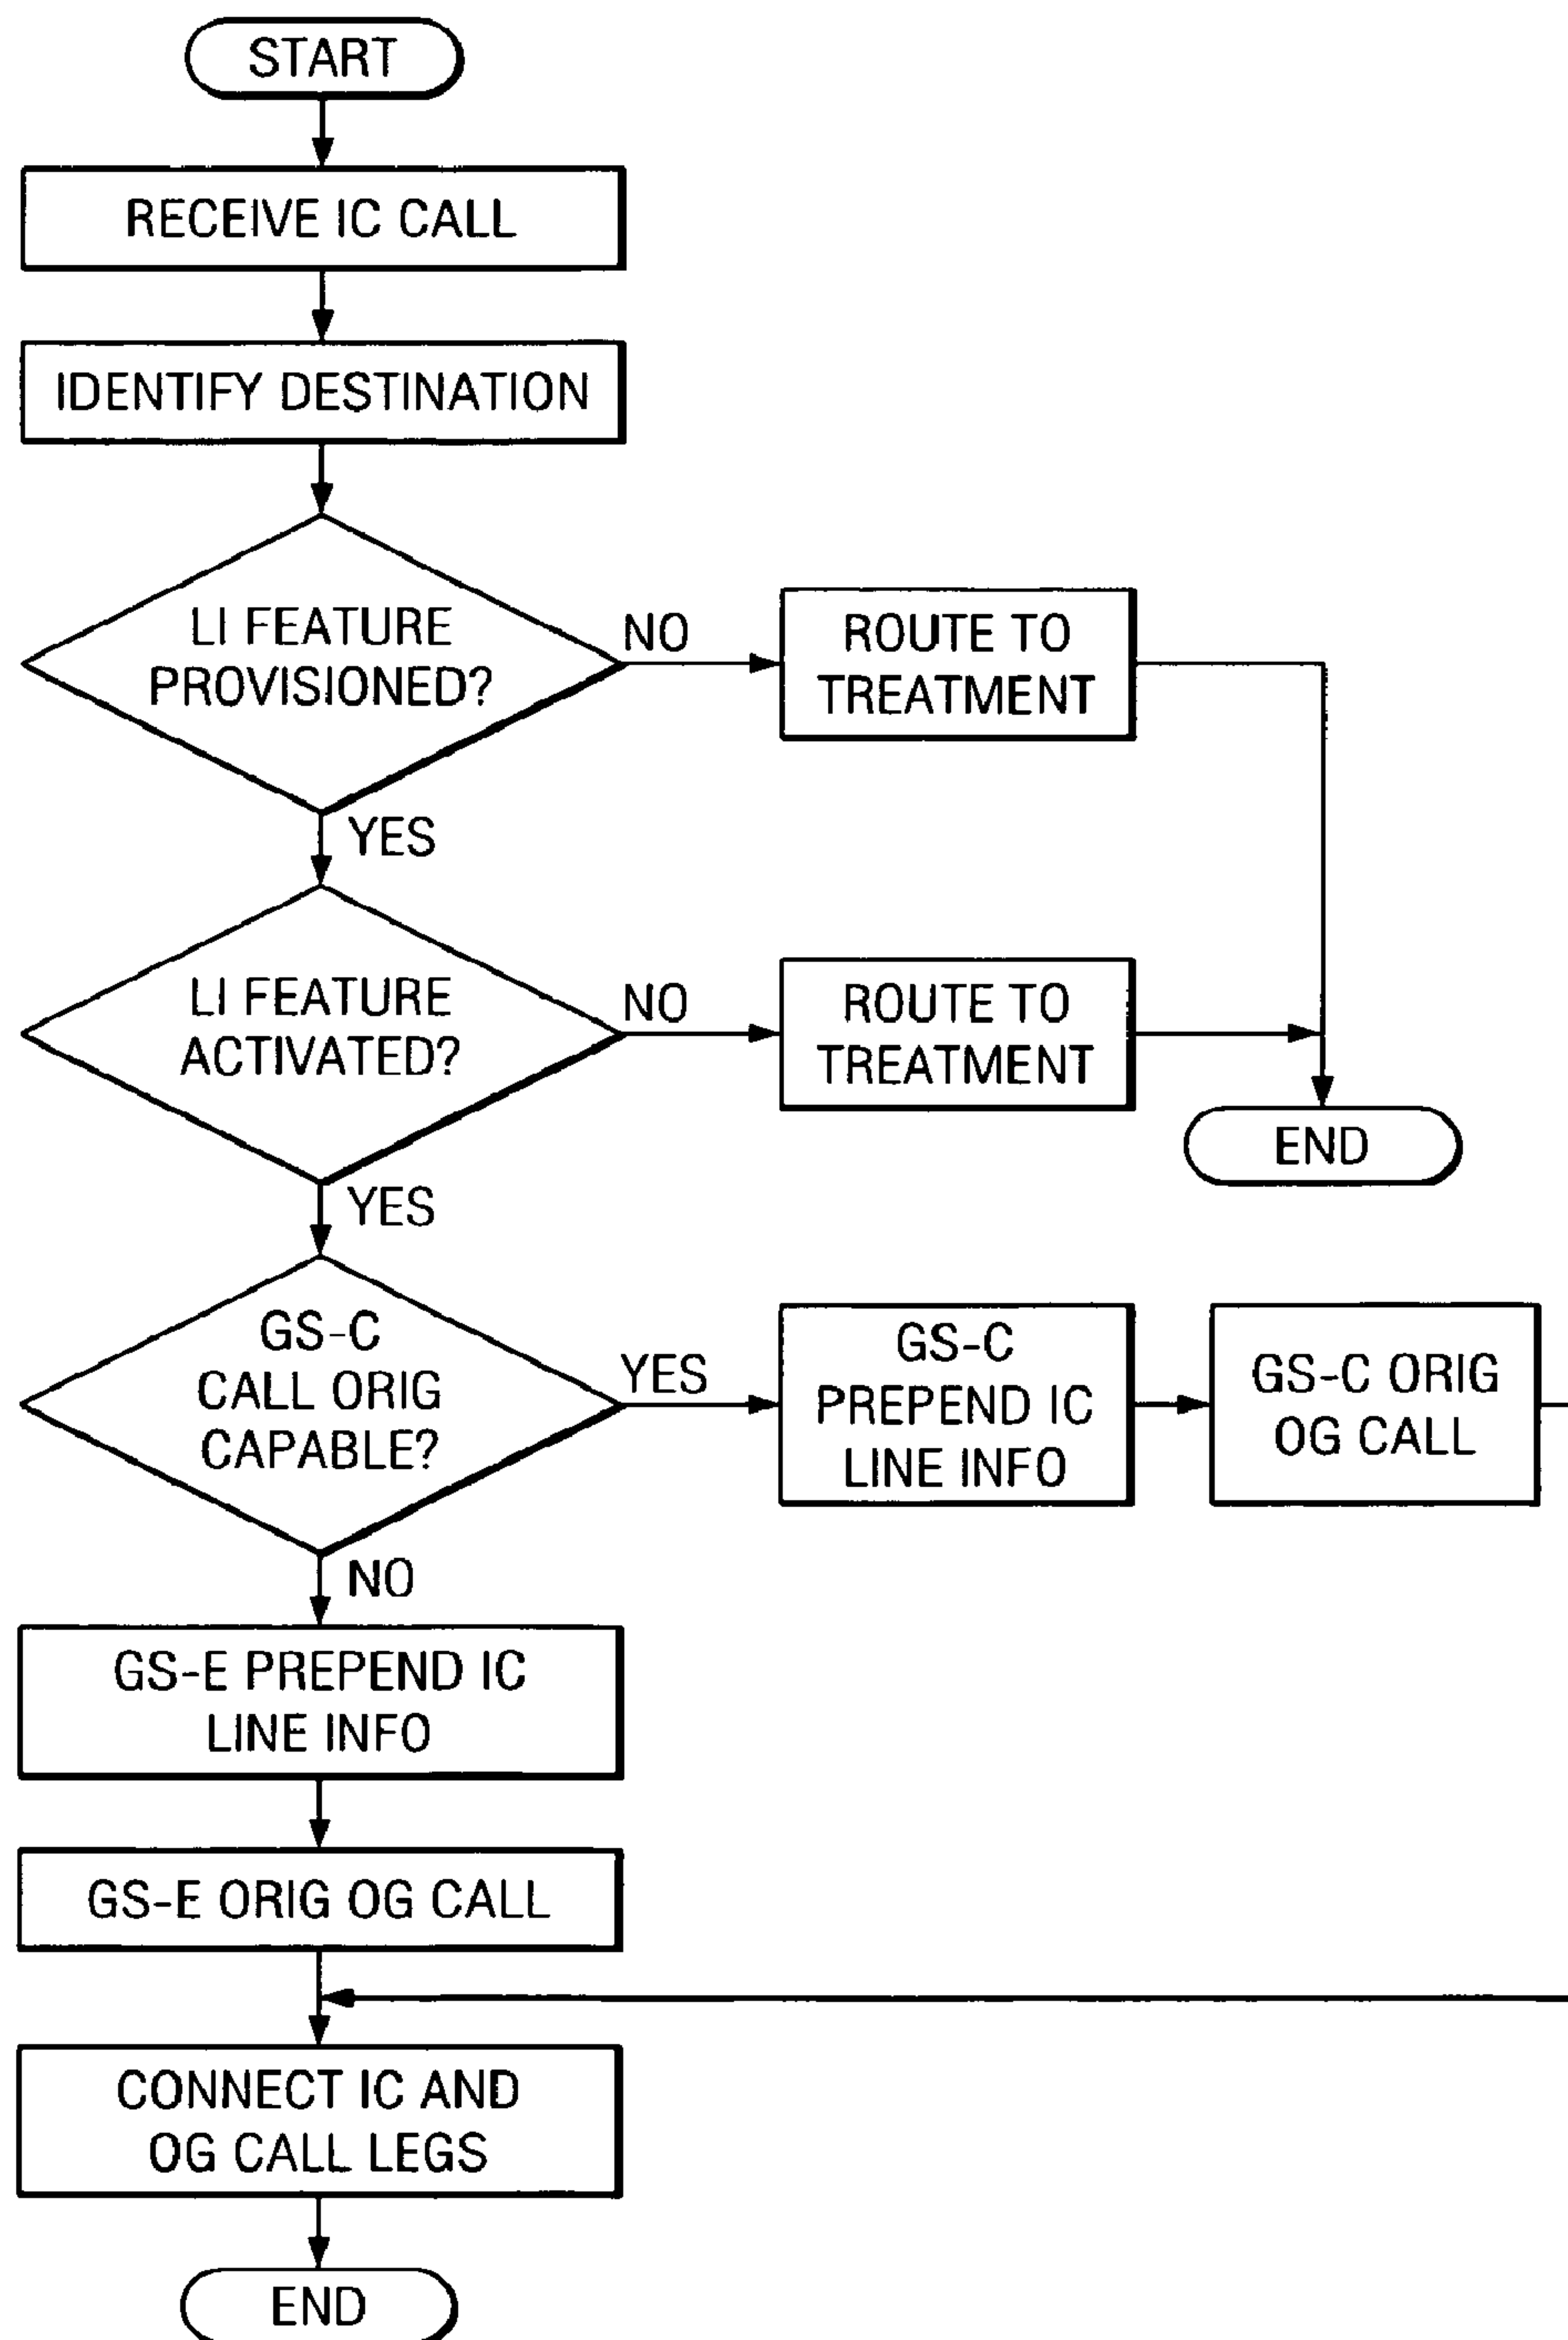 START
RECEIVE IC CALL
IDENTIFY DESTINATION
LI FEATURE
PROVISIONED?
NO
ROUTE TO
TREATMENT
YES
LI FEATURE
ACTIVATED?
NO
ROUTE TO
TREATMENT
END
YES
GS-C
CALL ORIG
CAPABLE?
YES
GS-C
PREPEND IC
LINE INFO
GS-C ORIG
OG CALL
NO
GS-E PREPEND IC
LINE INFO
GS-E ORIG OG CALL
CONNECT IC AND
OG CALL LEGS
END